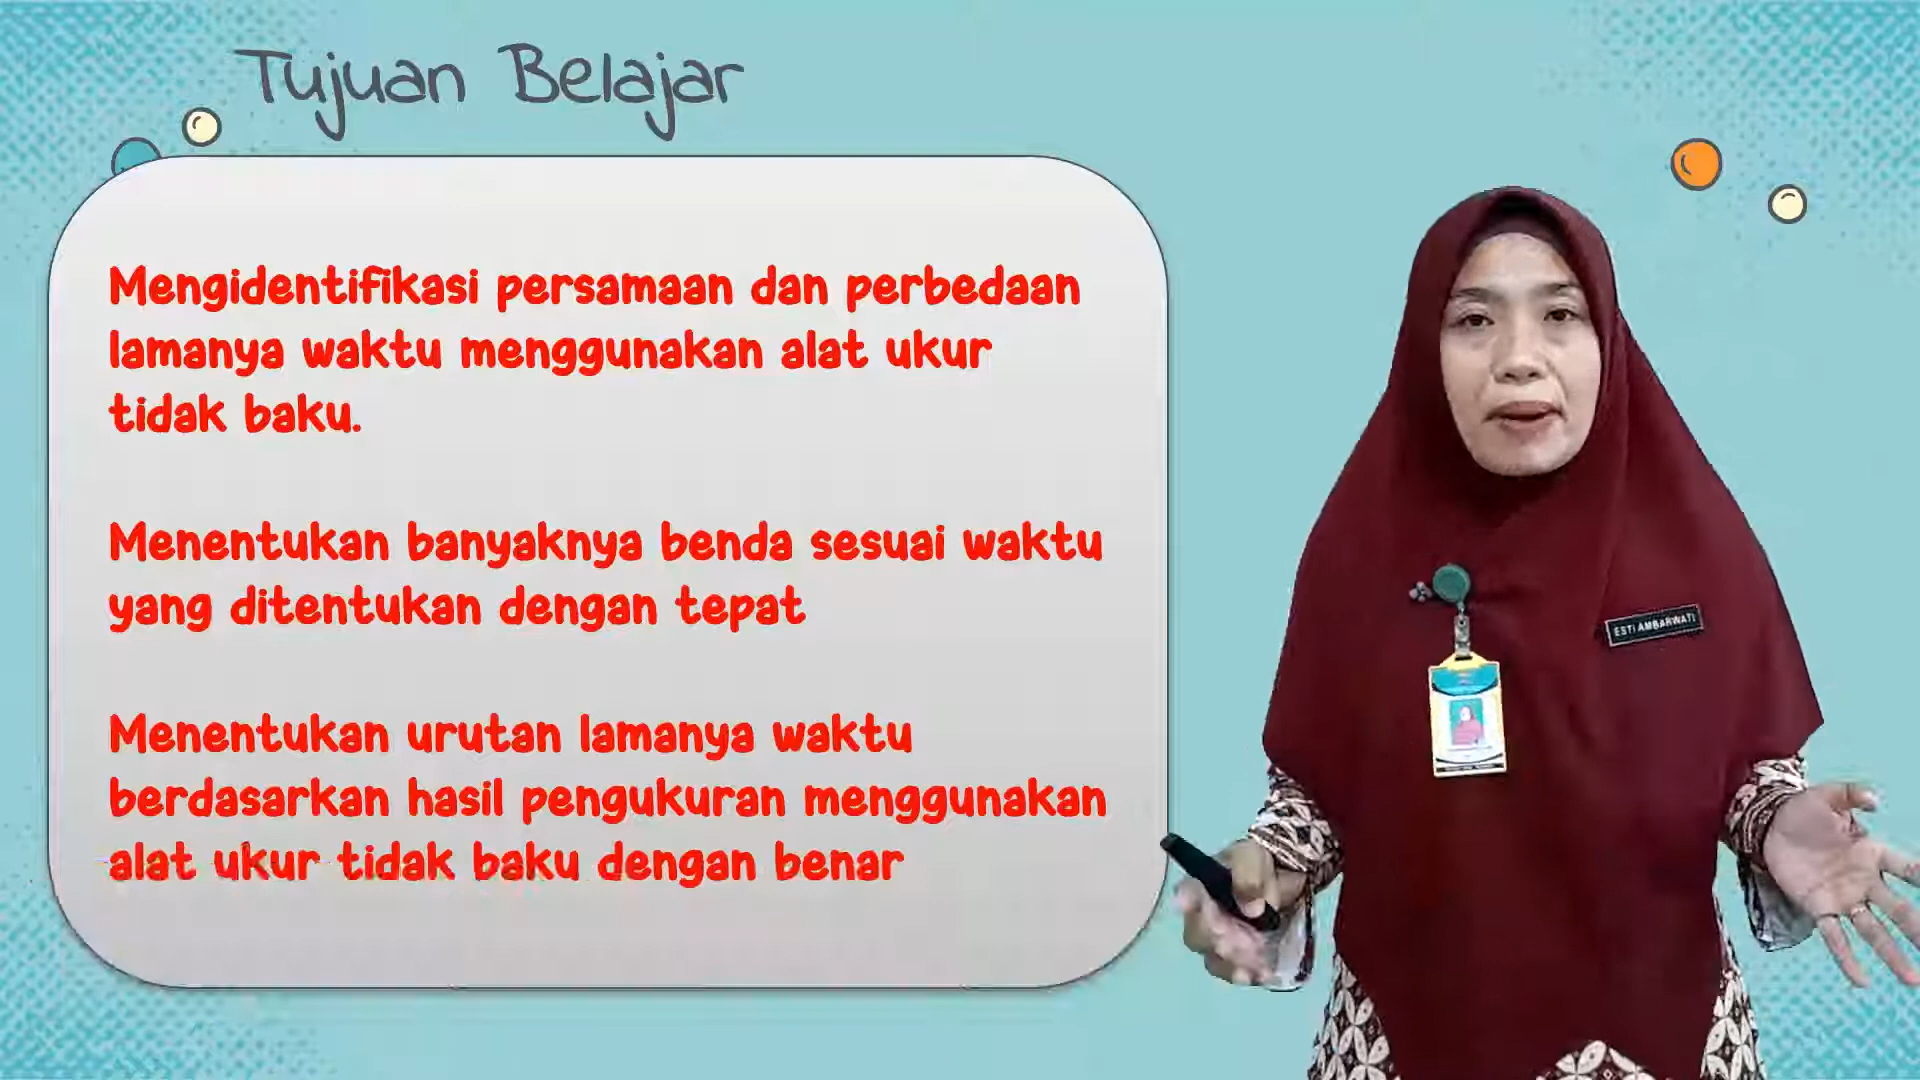 Tujuan Belajar
Mengidentifikasi persamaan dan perbedaan
lamanya waktu menggunakan alat ukur
tidak baku.
Menentukan banyaknya benda sesuai waktu
yang ditentukan dengan tepat
Menentukan urutan lamanya waktu
berdasarkan hasil pengukuran menggunakan
alat ukur tidak baku dengan benar
ESTI AMBARWATI